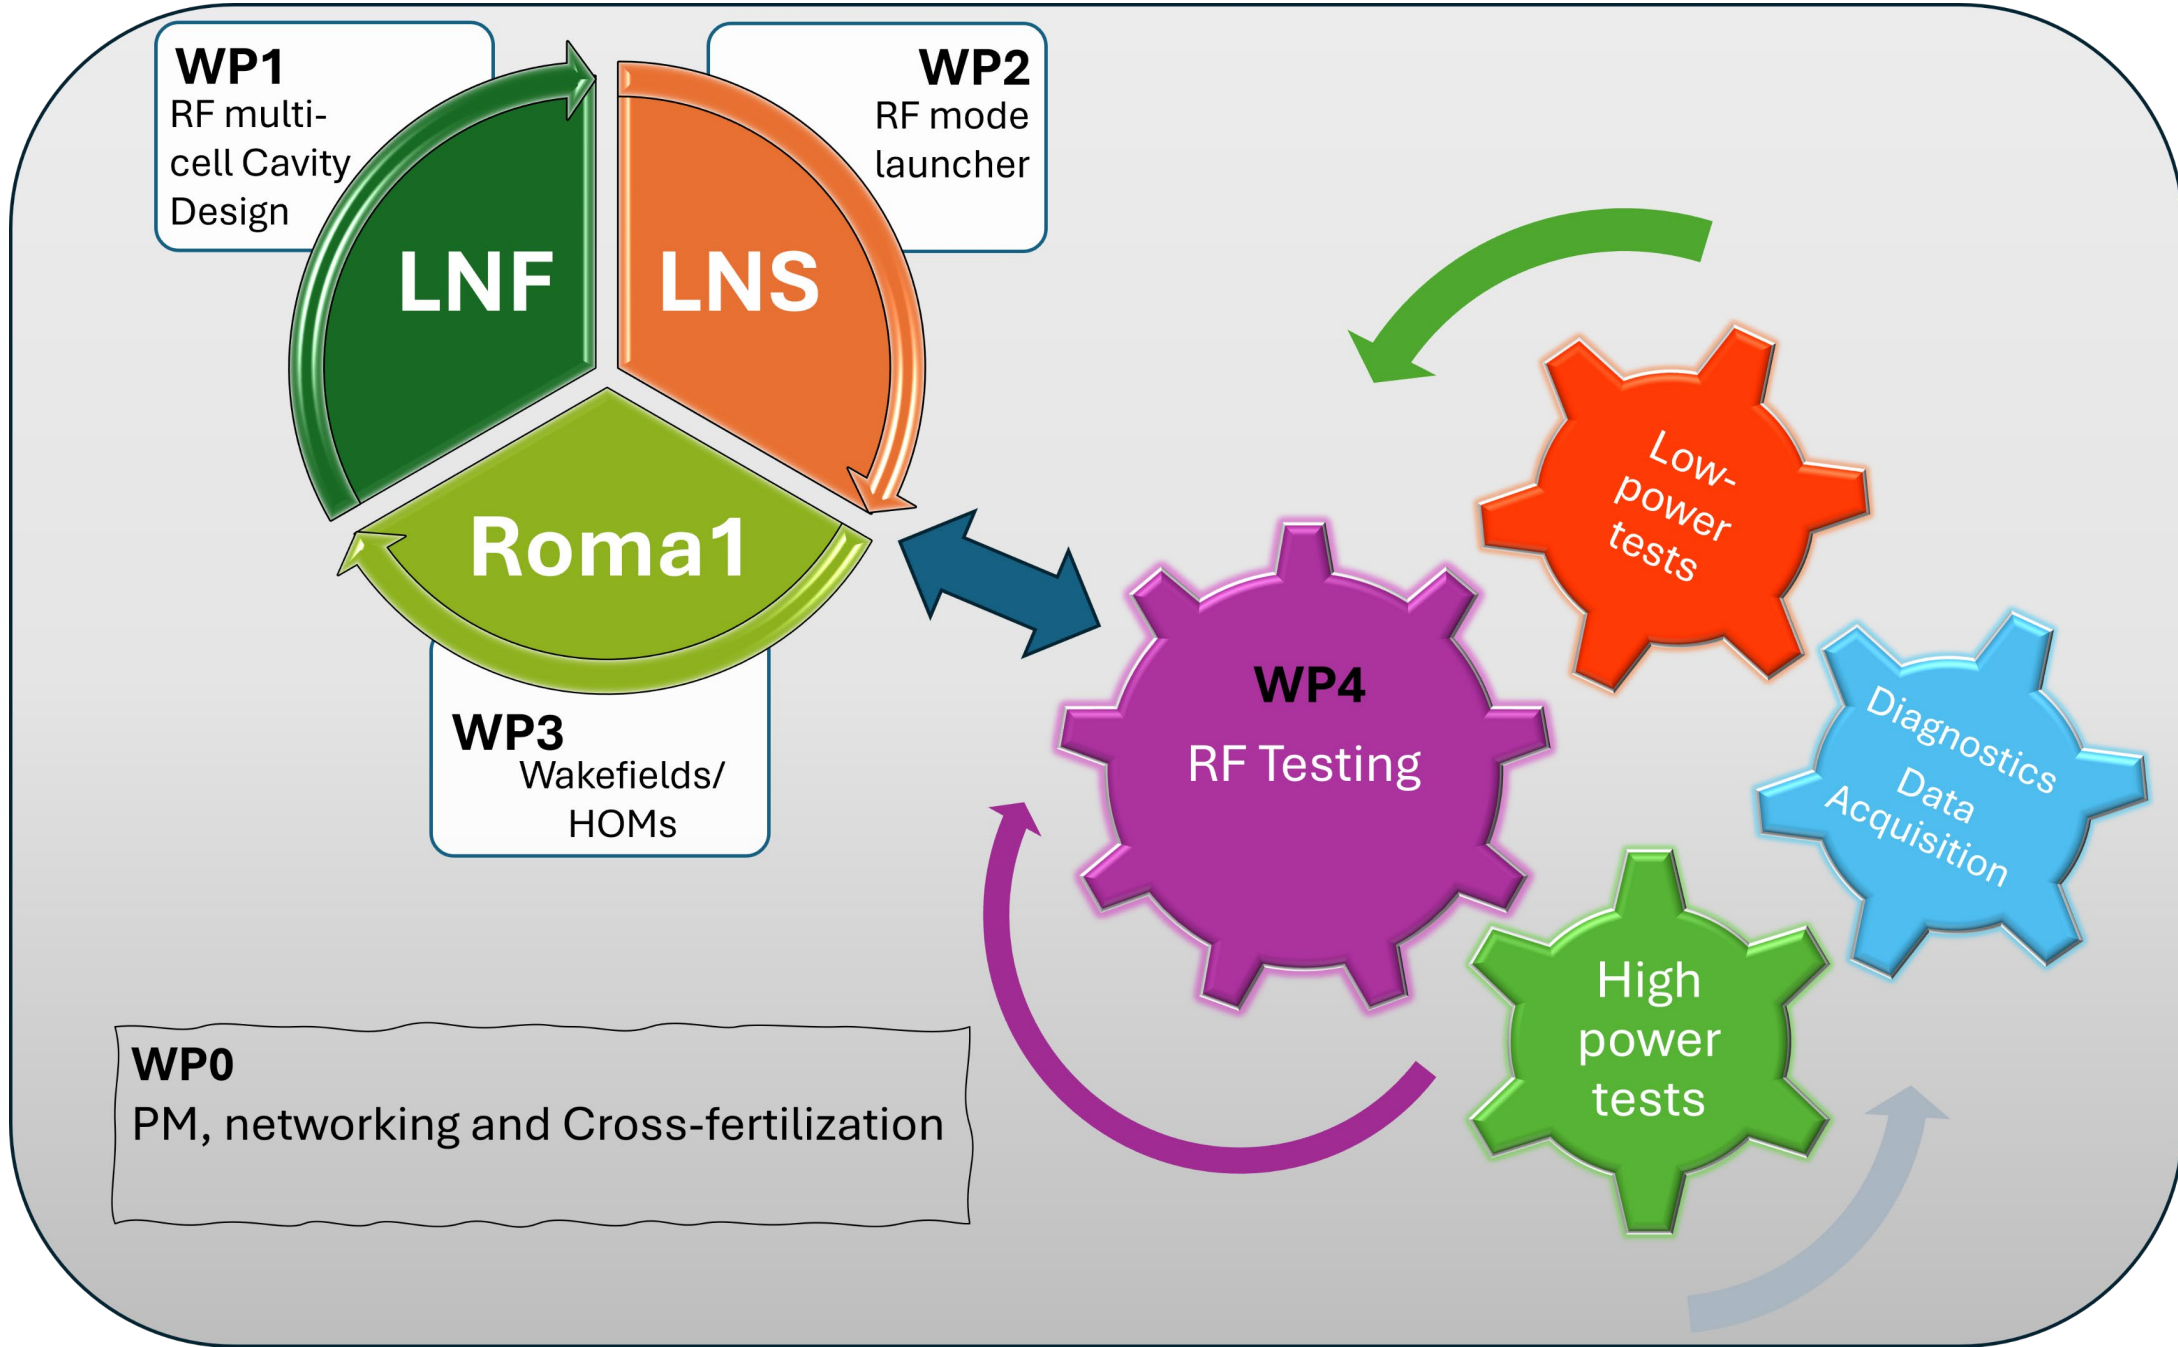 WP1
RF multi-
cell Cavity
Design
WP2
RF mode
launcher
LNF
LNS
Roma1
WP3
Wakefields/
HOMs
WP4
RF Testing
Low-
power
tests
Diagnostics
Data
Acquisition
High
power
tests
WP0
PM, networking and Cross-fertilization